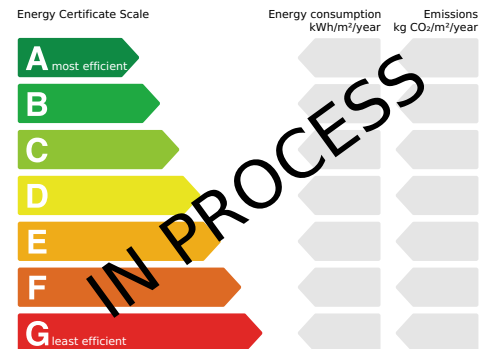 Energy Certificate Scale
Energy consumption
kWh/m²/year
Emissions
kg CO₂/m²/year
A most efficient
B
C
D
E
F
G least efficient
IN PROCESS